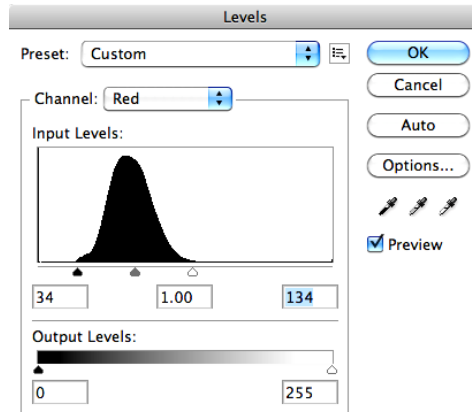 Levels
Preset: Custom
OK
Cancel
Channel: Red
Auto
Input Levels:
Options...
Preview
34 1.00 134
Output Levels:
0 255